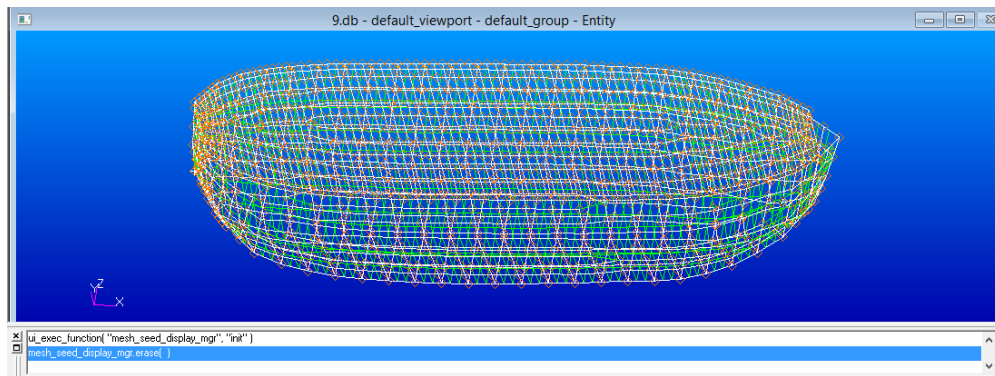 9.db - default_viewport - default_group - Entity
Z
Y
X
ui_exec_function( "mesh_seed_display_mgr", "init" )
mesh_seed_display_mgr.erase(  )